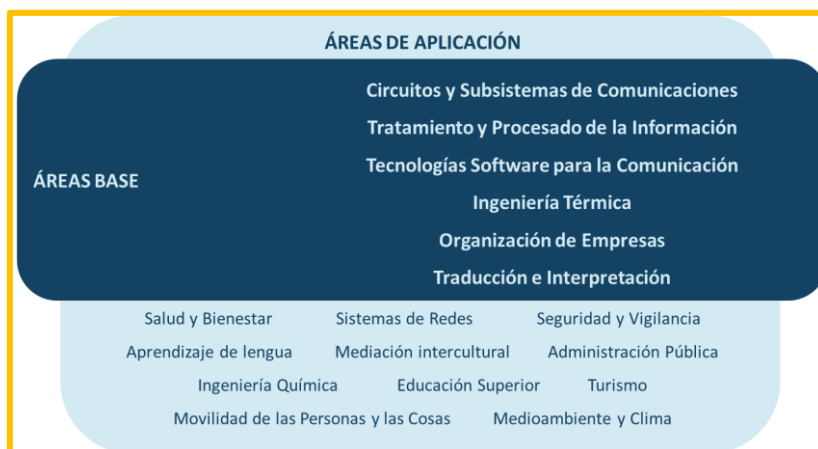 ÁREAS DE APLICACIÓN
Circuitos y Subsistemas de Comunicaciones
Tratamiento y Procesado de la Información
Tecnologías Software para la Comunicación
ÁREAS BASE
Ingeniería Térmica
Organización de Empresas
Traducción e Interpretación
Salud y Bienestar Sistemas de Redes Seguridad y Vigilancia
Aprendizaje de lengua Mediación intercultural Administración Pública
Ingeniería Química Educación Superior Turismo
Movilidad de las Personas y las Cosas Medioambiente y Clima